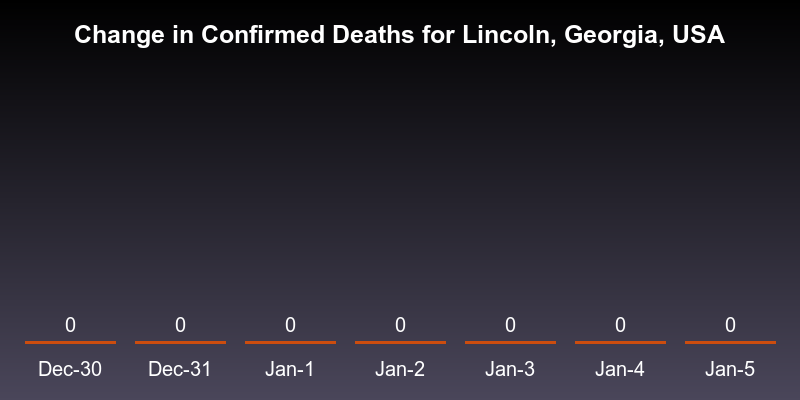 Change in Confirmed Deaths for Lincoln, Georgia, USA
0 0 0 0 0 0 0
Dec-30 Dec-31 Jan-1 Jan-2 Jan-3 Jan-4 Jan-5